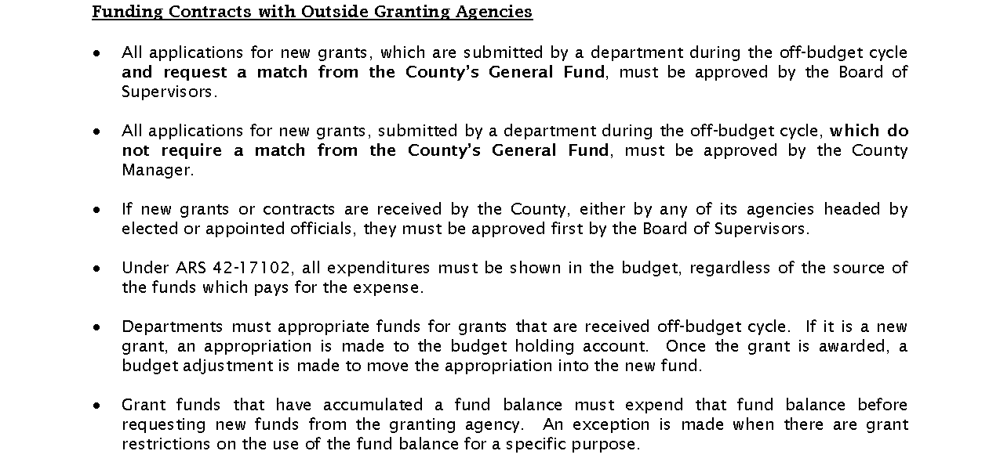 Funding Contracts with Outside Granting Agencies
• All applications for new grants, which are submitted by a department during the off-budget cycle
and request a match from the County's General Fund, must be approved by the Board of
Supervisors.
• All applications for new grants, submitted by a department during the off-budget cycle, which do
not require a match from the County's General Fund, must be approved by the County
Manager.
• If new grants or contracts are received by the County, either by any of its agencies headed by
elected or appointed officials, they must be approved first by the Board of Supervisors.
• Under ARS 42-17102, all expenditures must be shown in the budget, regardless of the source of
the funds which pays for the expense.
• Departments must appropriate funds for grants that are received off-budget cycle.  If it is a new
grant, an appropriation is made to the budget holding account.  Once the grant is awarded, a
budget adjustment is made to move the appropriation into the new fund.
• Grant funds that have accumulated a fund balance must expend that fund balance before
requesting new funds from the granting agency.  An exception is made when there are grant
restrictions on the use of the fund balance for a specific purpose.